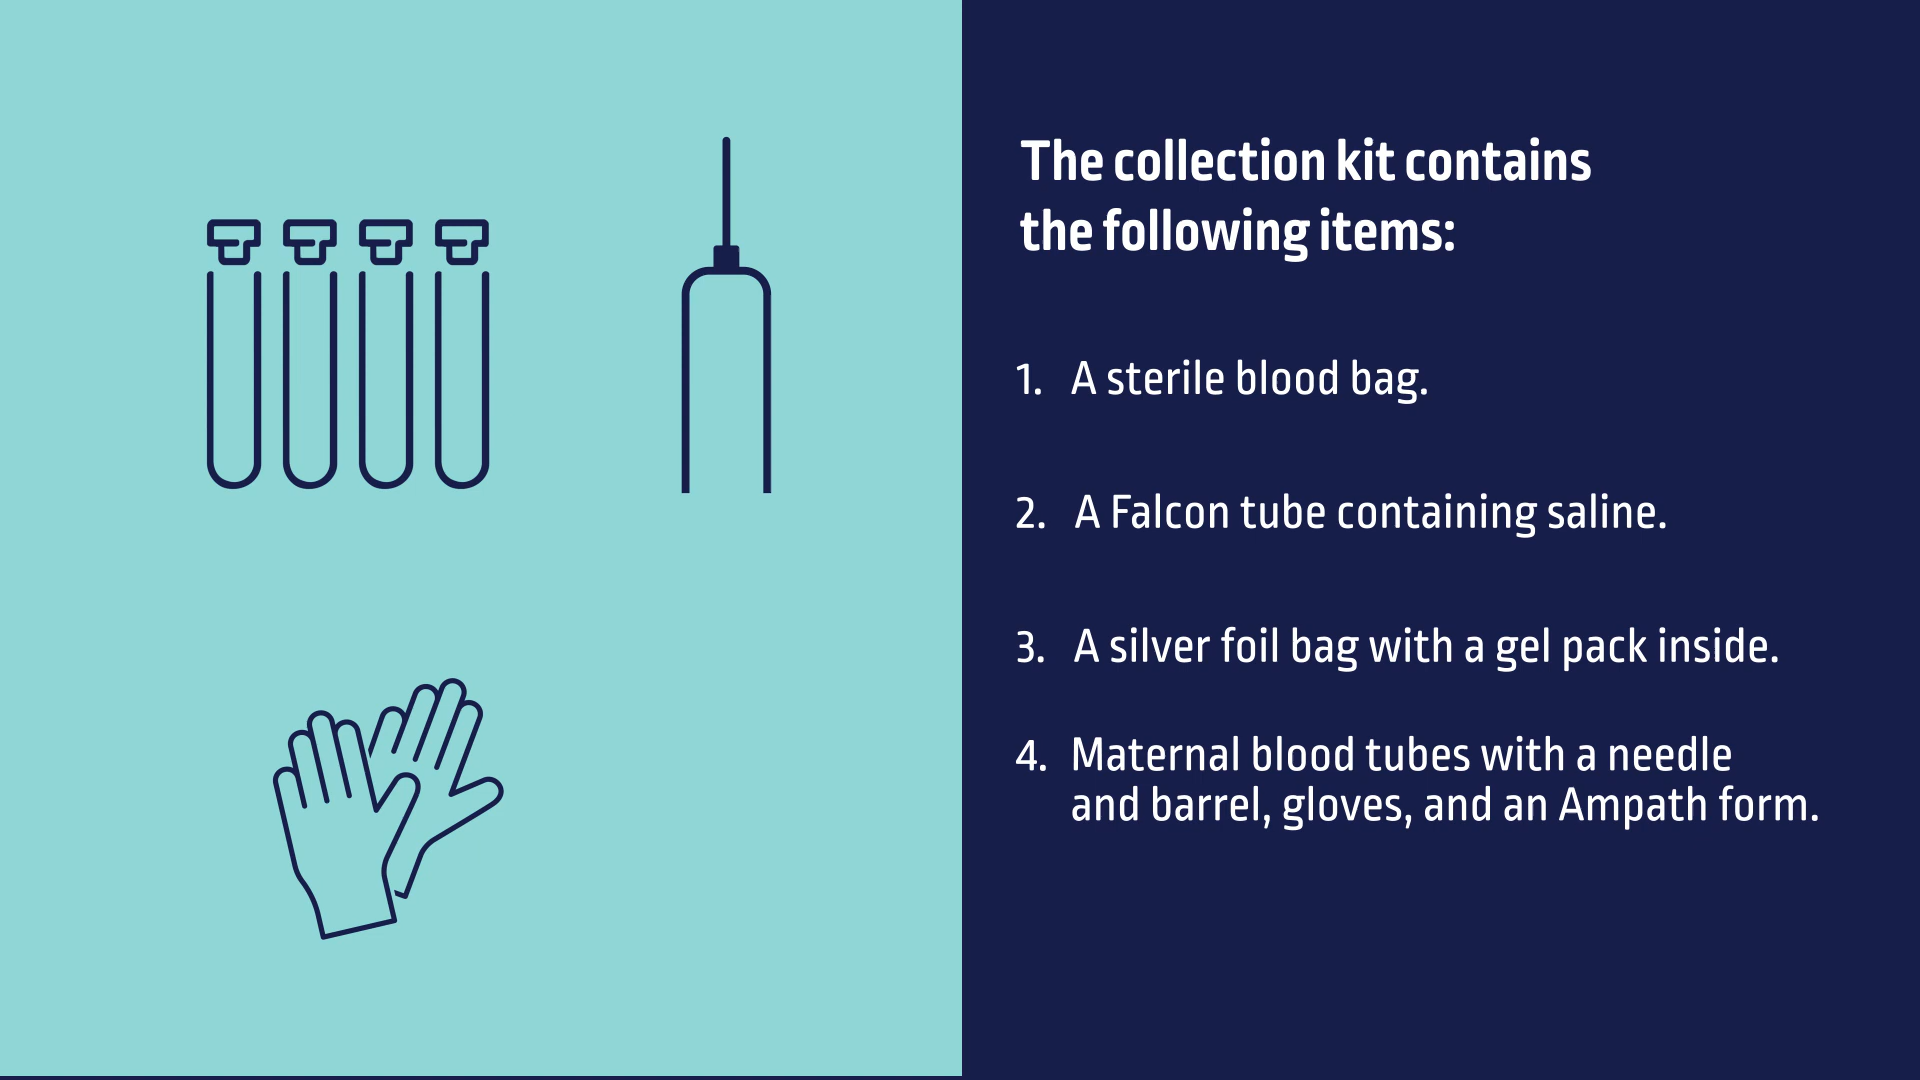 The collection kit contains
the following items:
1. A sterile blood bag.
2. A Falcon tube containing saline.
3. A silver foil bag with a gel pack inside.
4. Maternal blood tubes with a needle
and barrel, gloves, and an Ampath form.